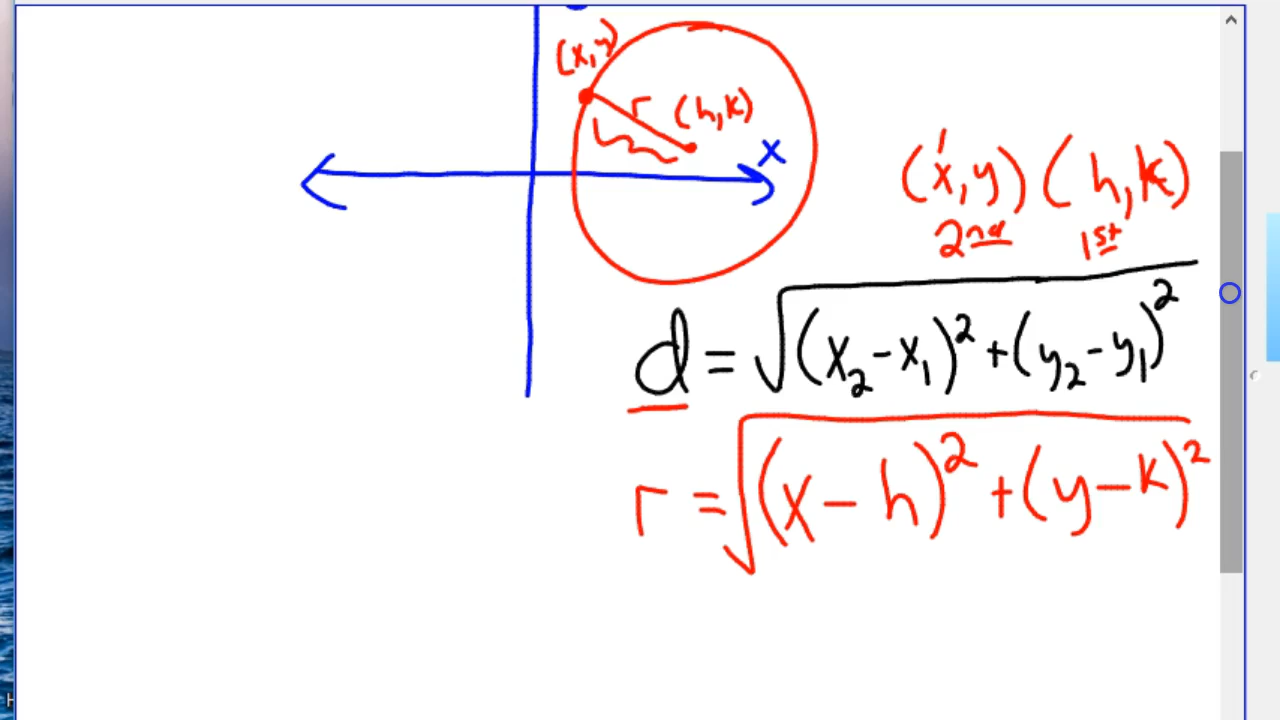 (x,y)
r (h,k)
x
(x,y) (h,k)
2nd 1st
d = √(x₂-x₁)² + (y₂-y₁)²
r = √(x-h)² + (y-k)²
H